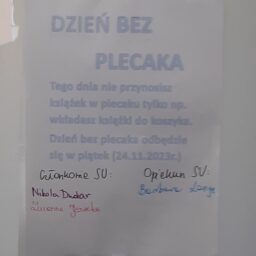 DZIEŃ BEZ
PLECAKA
Tego dnia nie przynosisz
książek w plecaku tylko np.
wkładasz książki do koszyka.
Dzień bez plecaka odbędzie
się w piątek (24.11.2023r.)
Członkowie SU: Opiekun SU:
Nikola Dudar Barbara